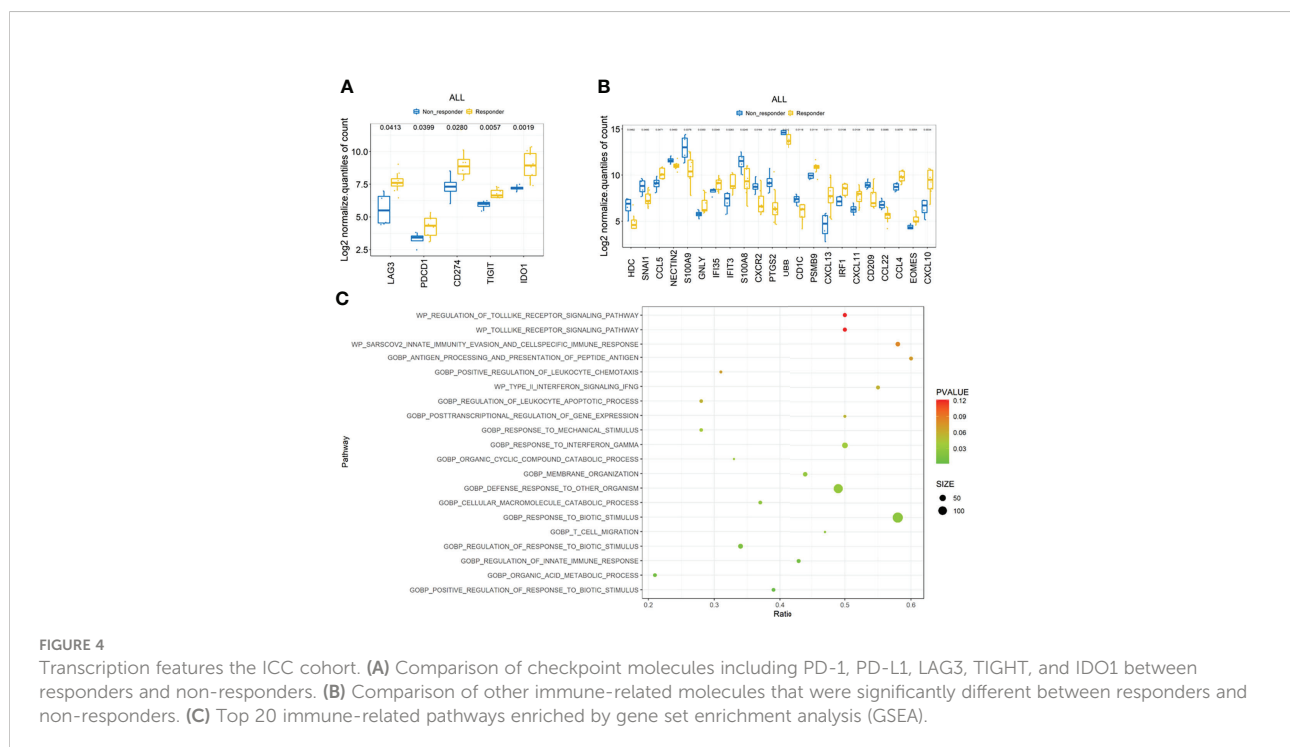 A
ALL
Non_responder Responder
0.0413 0.0399 0.0280 0.0057 0.0019
Log2 normalize.quantiles of count
10.0
7.5
5.0
2.5
LAG3
PDCD1
CD274
TIGIT
IDO1
B
ALL
Non_responder Responder
Log2 normalize.quantiles of count
15
10
5
HDC
SNAI1
CCL5
NECTIN2
S100A9
GNLY
IFI35
IFIT3
S100A8
CXCR2
PTGS2
UBB
CD1C
PSMB9
CXCL13
IRF1
CXCL11
CD209
CCL22
CCL4
EOMES
CXCL10
C
Pathway
WP_REGULATION_OF_TOLLLIKE_RECEPTOR_SIGNALING_PATHWAY
WP_TOLLLIKE_RECEPTOR_SIGNALING_PATHWAY
WP_SARSCOV2_INNATE_IMMUNITY_EVASION_AND_CELLSPECIFIC_IMMUNE_RESPONSE
GOBP_ANTIGEN_PROCESSING_AND_PRESENTATION_OF_PEPTIDE_ANTIGEN
GOBP_POSITIVE_REGULATION_OF_LEUKOCYTE_CHEMOTAXIS
WP_TYPE_II_INTERFERON_SIGNALING_IFNG
GOBP_REGULATION_OF_LEUKOCYTE_APOPTOTIC_PROCESS
GOBP_POSTTRANSCRIPTIONAL_REGULATION_OF_GENE_EXPRESSION
GOBP_RESPONSE_TO_MECHANICAL_STIMULUS
GOBP_RESPONSE_TO_INTERFERON_GAMMA
GOBP_ORGANIC_CYCLIC_COMPOUND_CATABOLIC_PROCESS
GOBP_MEMBRANE_ORGANIZATION
GOBP_DEFENSE_RESPONSE_TO_OTHER_ORGANISM
GOBP_CELLULAR_MACROMOLECULE_CATABOLIC_PROCESS
GOBP_RESPONSE_TO_BIOTIC_STIMULUS
GOBP_T_CELL_MIGRATION
GOBP_REGULATION_OF_RESPONSE_TO_BIOTIC_STIMULUS
GOBP_REGULATION_OF_INNATE_IMMUNE_RESPONSE
GOBP_ORGANIC_ACID_METABOLIC_PROCESS
GOBP_POSITIVE_REGULATION_OF_RESPONSE_TO_BIOTIC_STIMULUS
0.2 0.3 0.4 0.5 0.6
Ratio
PVALUE
0.12
0.09
0.06
0.03
SIZE
50
100
FIGURE 4
Transcription features the ICC cohort. (A) Comparison of checkpoint molecules including PD-1, PD-L1, LAG3, TIGHT, and IDO1 between
responders and non-responders. (B) Comparison of other immune-related molecules that were significantly different between responders and
non-responders. (C) Top 20 immune-related pathways enriched by gene set enrichment analysis (GSEA).